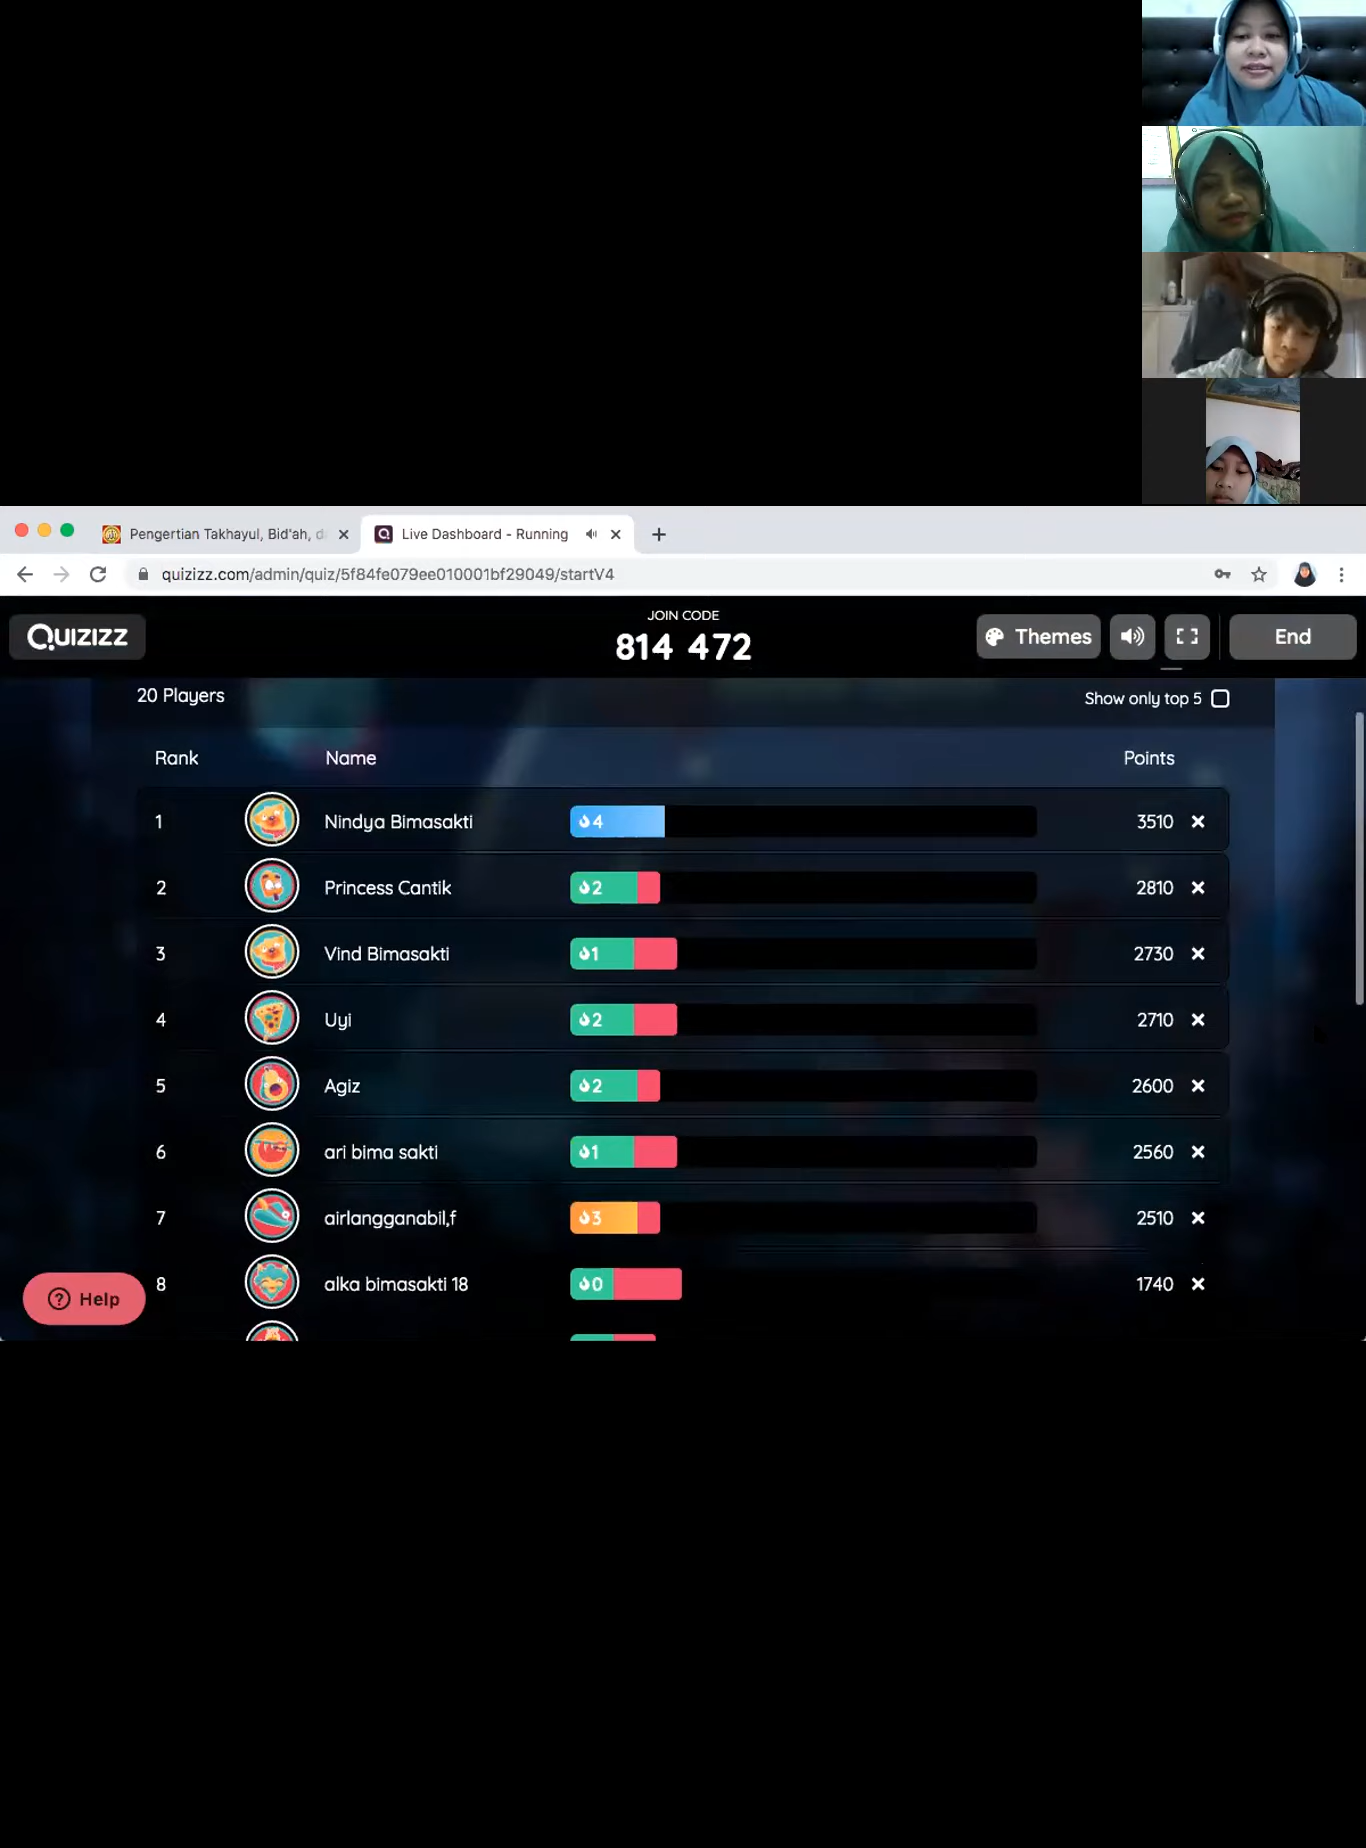 Pengertian Takhayul, Bid'ah, d
Live Dashboard - Running
quizizz.com/admin/quiz/5f84fe079ee010001bf29049/startV4
QUIZIZZ
JOIN CODE
814 472
Themes
End
20 Players
Show only top 5
Rank Name Points
1 Nindya Bimasakti 4 3510
2 Princess Cantik 2 2810
3 Vind Bimasakti 1 2730
4 Uyi 2 2710
5 Agiz 2 2600
6 ari bima sakti 1 2560
7 airlangganabil,f 3 2510
8 alka bimasakti 18 0 1740
Help